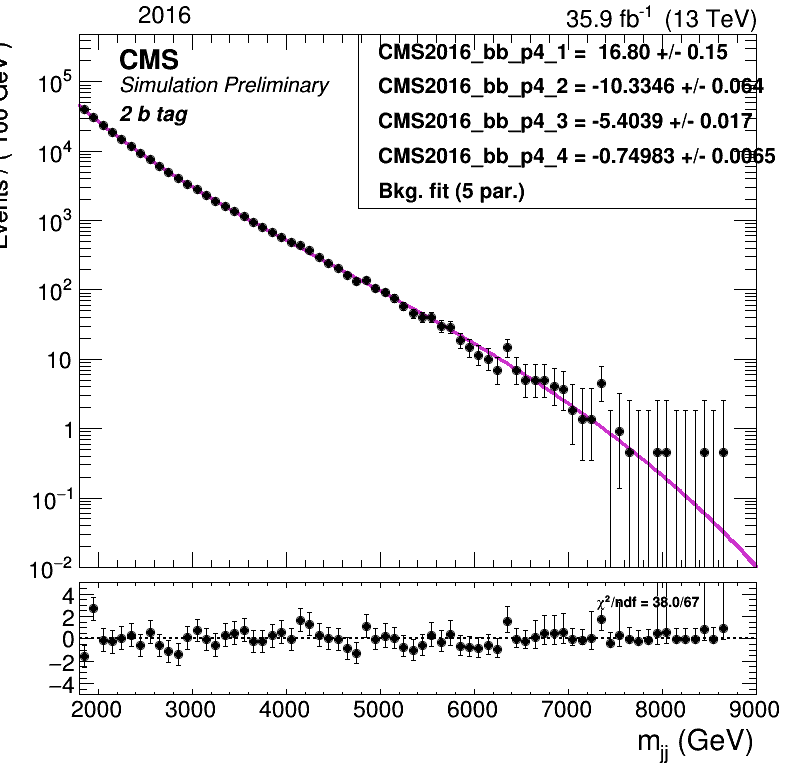 2016
35.9 fb⁻¹ (13 TeV)
CMS
Simulation Preliminary
2 b tag
CMS2016_bb_p4_1 = 16.80 +/- 0.15
CMS2016_bb_p4_2 = -10.3346 +/- 0.064
CMS2016_bb_p4_3 = -5.4039 +/- 0.017
CMS2016_bb_p4_4 = -0.74983 +/- 0.0065
Bkg. fit (5 par.)
Events / ( 100 GeV )
10⁵
10⁴
10³
10²
10
1
10⁻¹
10⁻²
χ²/ndf = 38.0/67
4
2
0
−2
−4
2000 3000 4000 5000 6000 7000 8000 9000
m_jj (GeV)